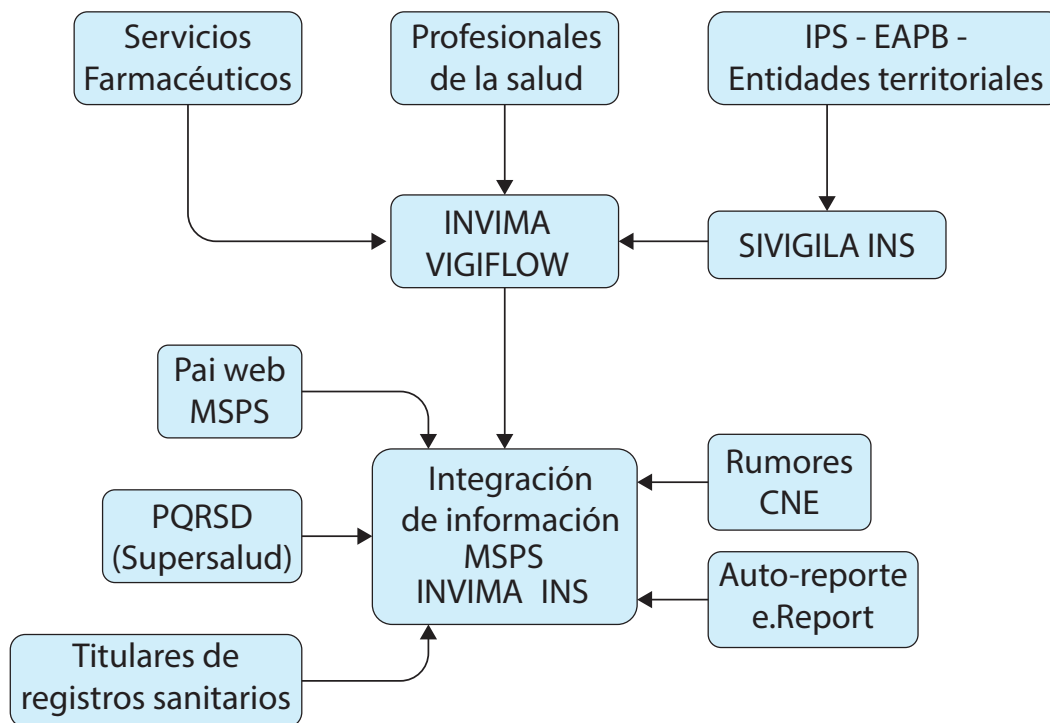 Servicios
Farmacéuticos
Profesionales
de la salud
IPS - EAPB -
Entidades territoriales
INVIMA
VIGIFLOW
SIVIGILA INS
Pai web
MSPS
PQRSD
(Supersalud)
Titulares de
registros sanitarios
Integración
de información
MSPS
INVIMA INS
Rumores
CNE
Auto-reporte
e.Report